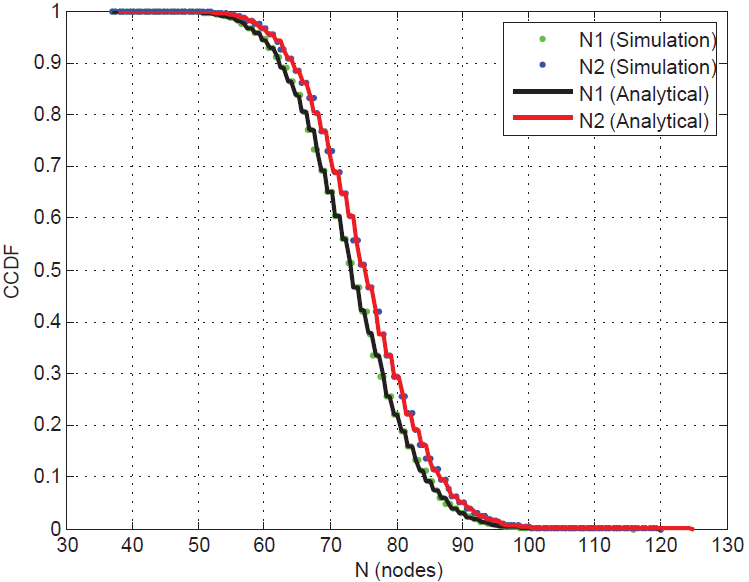 1
0.9
0.8
0.7
0.6
0.5
0.4
0.3
0.2
0.1
0
CCDF
N1 (Simulation)
N2 (Simulation)
N1 (Analytical)
N2 (Analytical)
30 40 50 60 70 80 90 100 110 120 130
N (nodes)